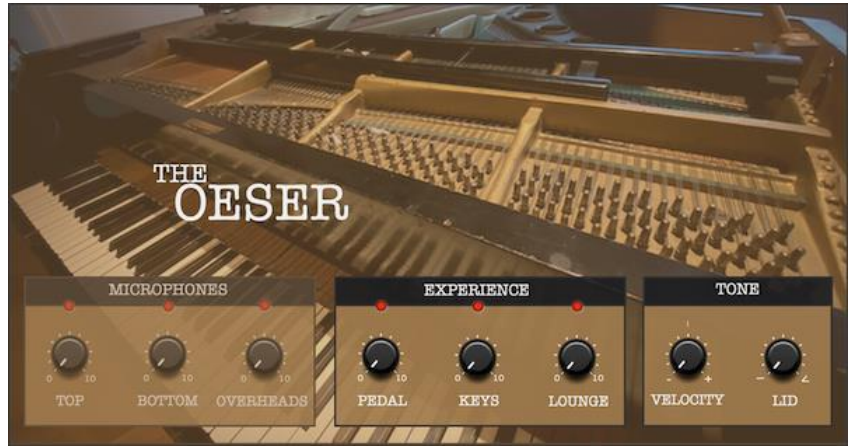 THE
OESER
MICROPHONES
EXPERIENCE
TONE
0 10
0 10
0 10
0 10
0 10
0 10
- +
TOP
BOTTOM
OVERHEADS
PEDAL
KEYS
LOUNGE
VELOCITY
LID